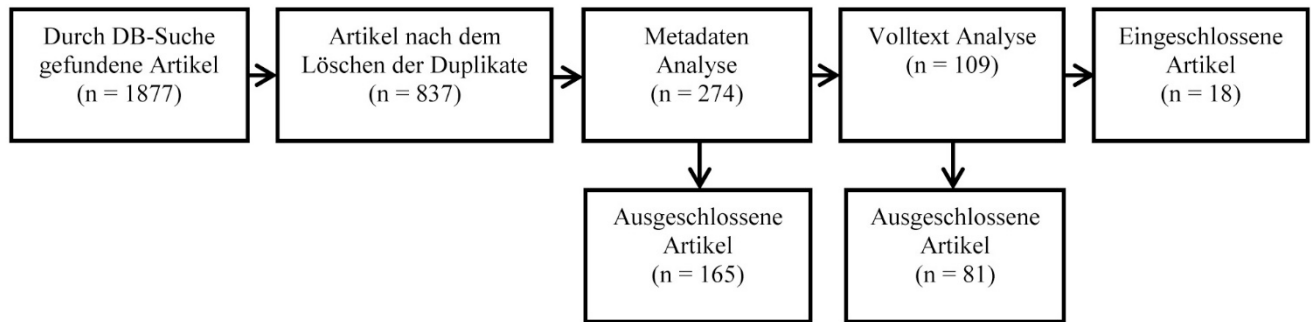 Durch DB-Suche
gefundene Artikel
(n = 1877)
Artikel nach dem
Löschen der Duplikate
(n = 837)
Metadaten
Analyse
(n = 274)
Volltext Analyse
(n = 109)
Eingeschlossene
Artikel
(n = 18)
Ausgeschlossene
Artikel
(n = 165)
Ausgeschlossene
Artikel
(n = 81)